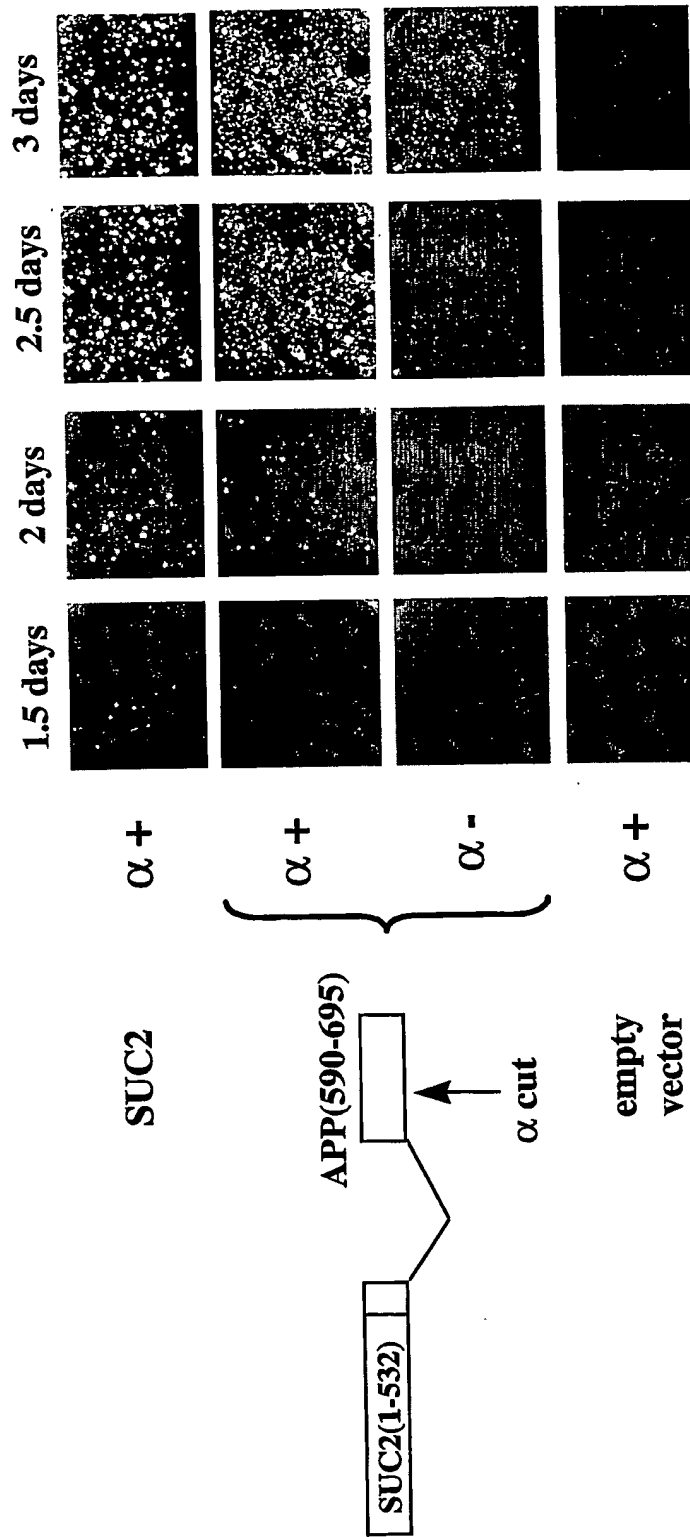 1.5 days 2 days 2.5 days 3 days
SUC2 α +
SUC2(1-532) APP(590-695) α +
α cut α -
empty
vector α +